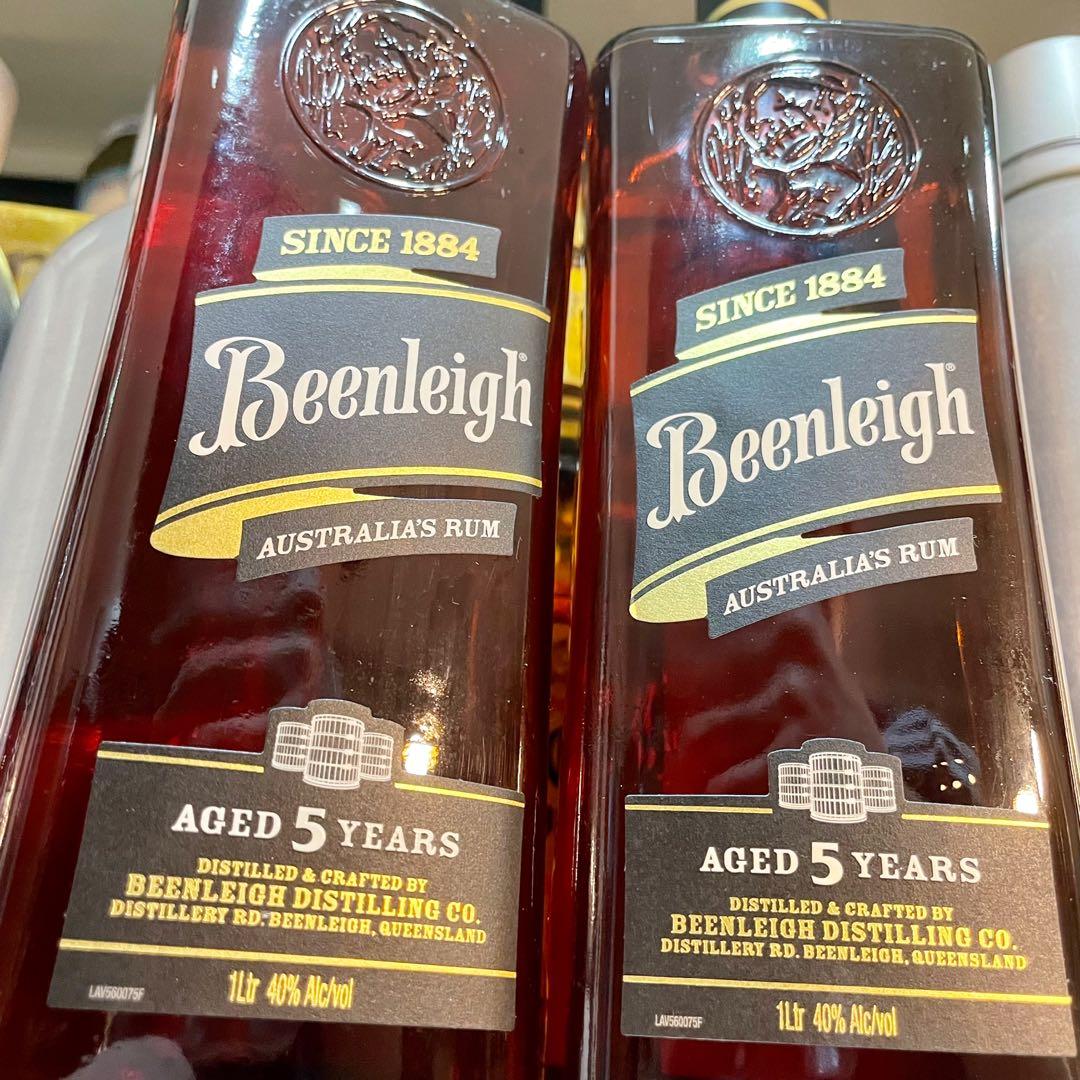 SINCE 1884
Beenleigh®
AUSTRALIA'S RUM
AGED 5 YEARS
DISTILLED & CRAFTED BY
BEENLEIGH DISTILLING CO.
DISTILLERY RD. BEENLEIGH, QUEENSLAND
LAV560075F
1Ltr 40% Alc/vol
SINCE 1884
Beenleigh®
AUSTRALIA'S RUM
AGED 5 YEARS
DISTILLED & CRAFTED BY
BEENLEIGH DISTILLING CO.
DISTILLERY RD. BEENLEIGH, QUEENSLAND
LAV560075F
1Ltr 40% Alc/vol